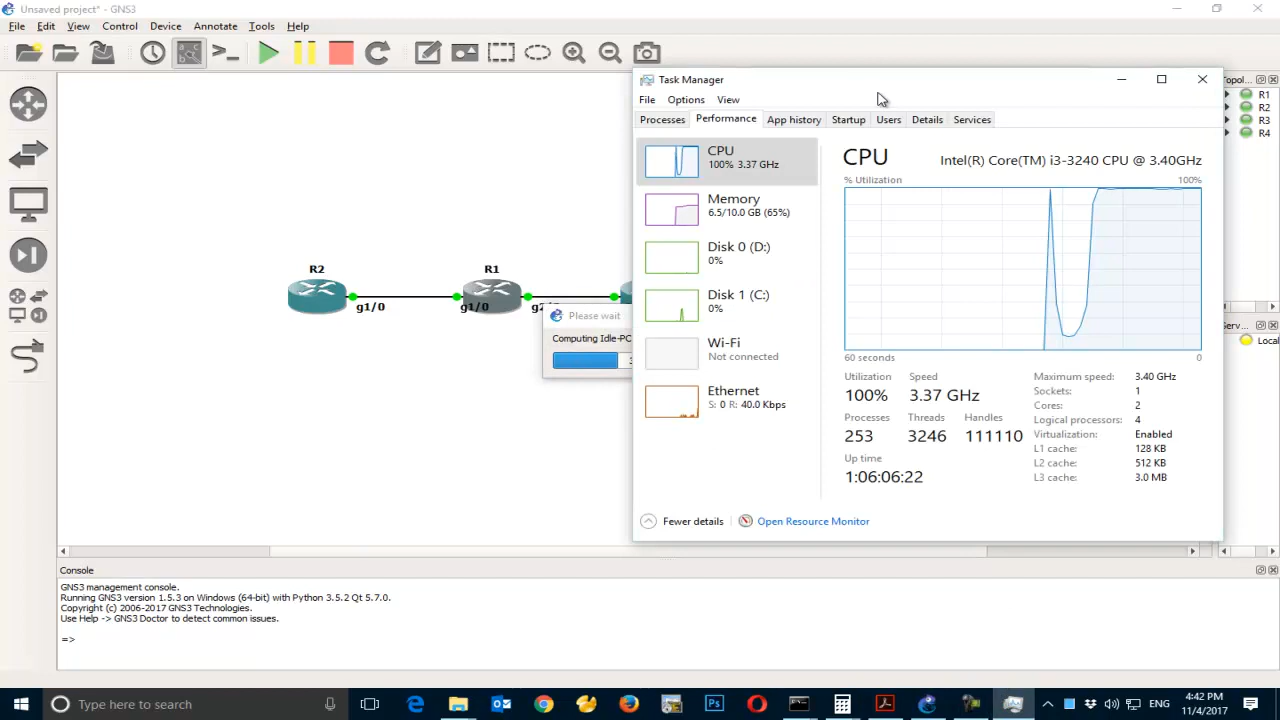 Unsaved project* - GNS3
File Edit View Control Device Annotate Tools Help
Task Manager
File Options View
Processes Performance App history Startup Users Details Services
CPU
100% 3.37 GHz
Memory
6.5/10.0 GB (65%)
Disk 0 (D:)
0%
Disk 1 (C:)
0%
Wi-Fi
Not connected
Ethernet
S: 0 R: 40.0 Kbps
CPU Intel(R) Core(TM) i3-3240 CPU @ 3.40GHz
% Utilization 100%
60 seconds 0
Utilization Speed
100% 3.37 GHz
Processes Threads Handles
253 3246 111110
Up time
1:06:06:22
Maximum speed: 3.40 GHz
Sockets: 1
Cores: 2
Logical processors: 4
Virtualization: Enabled
L1 cache: 128 KB
L2 cache: 512 KB
L3 cache: 3.0 MB
Fewer details Open Resource Monitor
R1
R2
R3
R4
Local
R2 R1
g1/0 g1/0
Please wait
Computing Idle-PC
Console
GNS3 management console.
Running GNS3 version 1.5.3 on Windows (64-bit) with Python 3.5.2 Qt 5.7.0.
Copyright (c) 2006-2017 GNS3 Technologies.
Use Help -> GNS3 Doctor to detect common issues.
=>
Type here to search
ENG
4:42 PM
11/4/2017